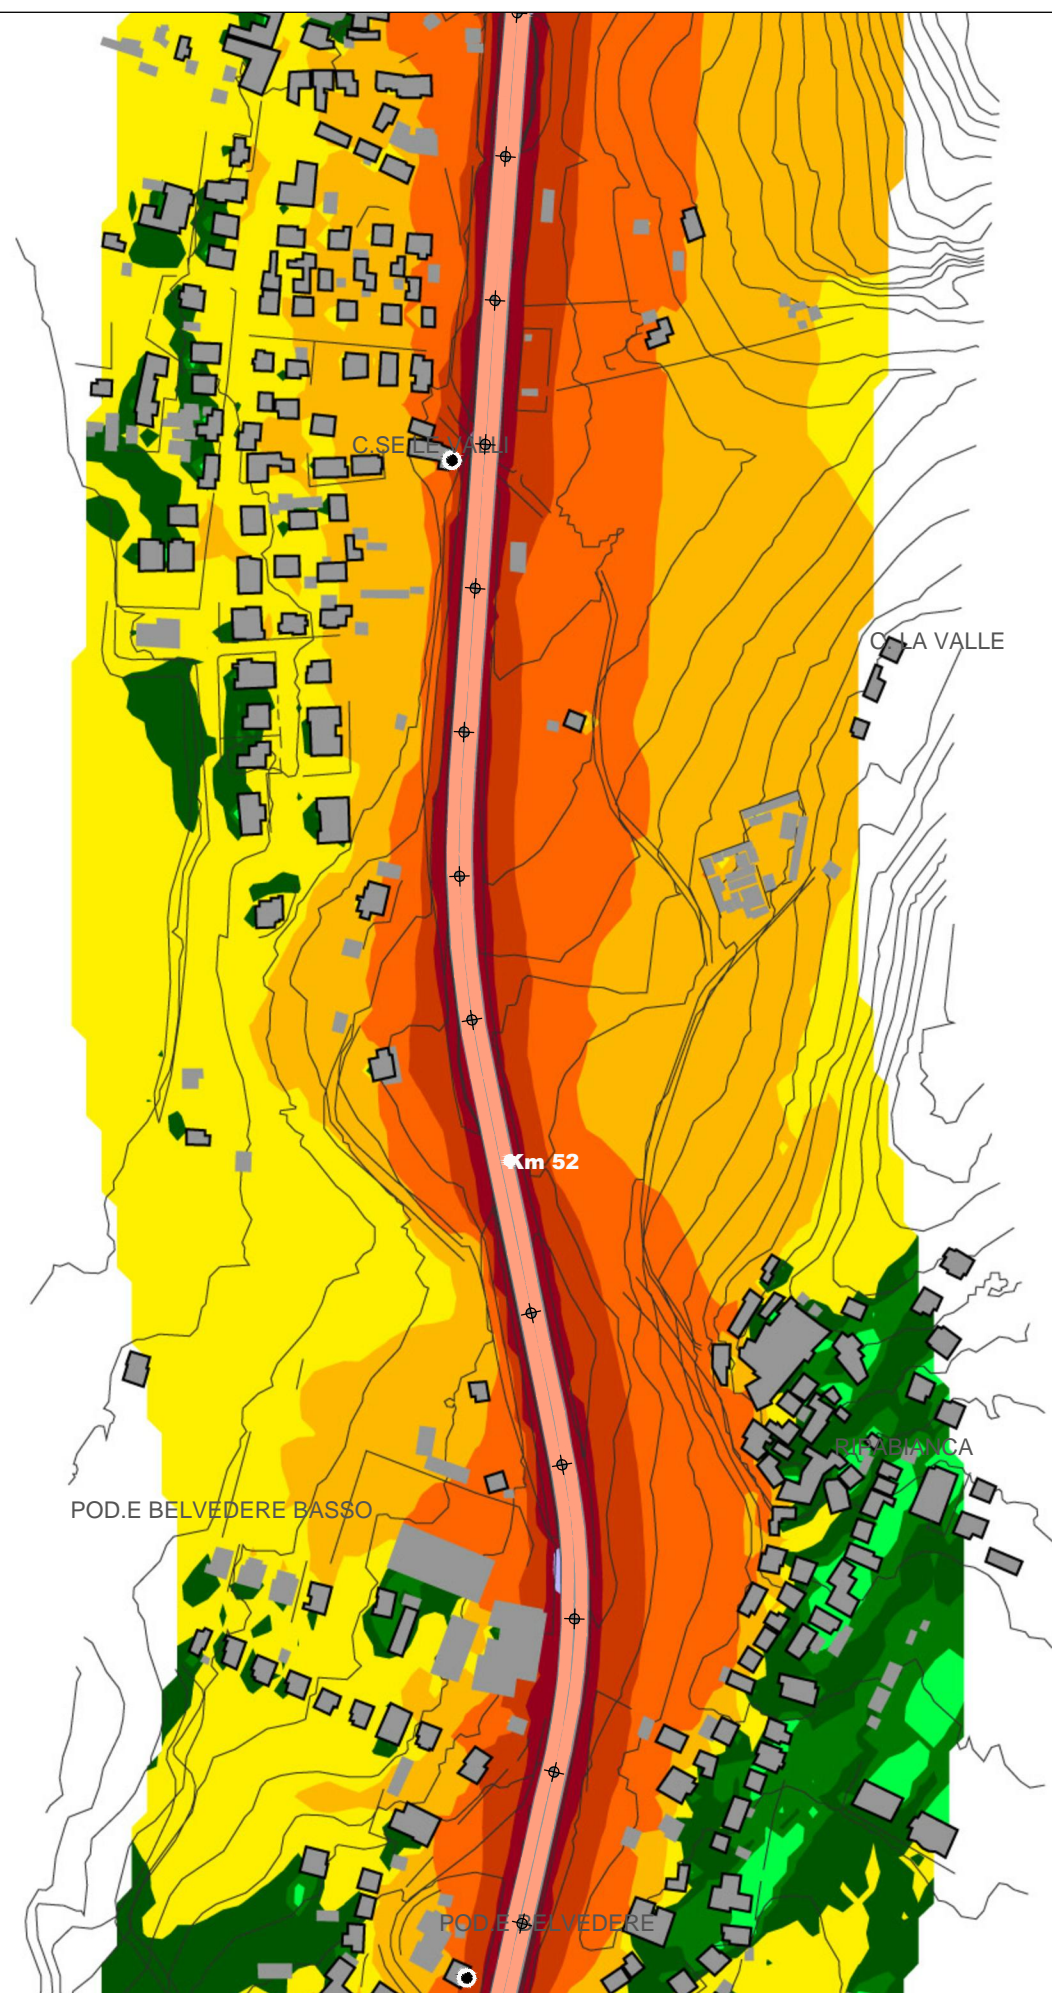 C.SE LE VALLI
C. LA VALLE
Km 52
RIPABIANCA
POD.E BELVEDERE BASSO
POD.E BELVEDERE